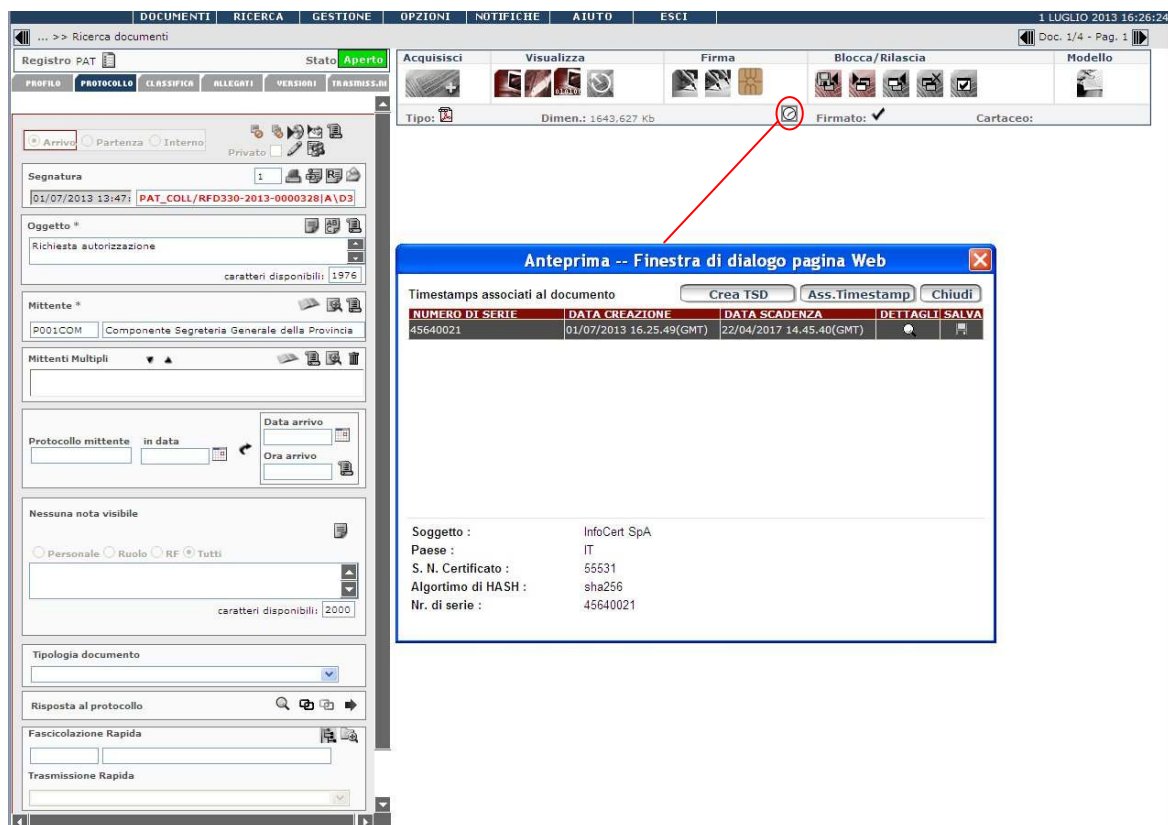 DOCUMENTI RICERCA GESTIONE OPZIONI NOTIFICHE AIUTO ESCI 1 LUGLIO 2013 16:26:24
... >> Ricerca documenti Doc. 1/4 - Pag. 1
Registro PAT Stato Aperto
PROFILO PROTOCOLLO CLASSIFICA ALLEGATI VERSIONI TRASMISS.NI
Acquisisci Visualizza Firma Blocca/Rilascia Modello
Tipo: Dimen.: 1643,627 Kb Firmato: Cartaceo:
Arrivo Partenza Interno Privato
Segnatura 1
01/07/2013 13:47: PAT_COLL/RFD330-2013-0000328|A\D3
Oggetto *
Richiesta autorizzazione
caratteri disponibili: 1976
Mittente *
P001COM Componente Segreteria Generale della Provincia
Mittenti Multipli
Data arrivo
Protocollo mittente in data
Ora arrivo
Nessuna nota visibile
Personale Ruolo RF Tutti
caratteri disponibili: 2000
Tipologia documento
Risposta al protocollo
Fascicolazione Rapida
Trasmissione Rapida
Anteprima -- Finestra di dialogo pagina Web
Timestamps associati al documento Crea TSD Ass.Timestamp Chiudi
NUMERO DI SERIE DATA CREAZIONE DATA SCADENZA DETTAGLI SALVA
45640021 01/07/2013 16.25.49(GMT) 22/04/2017 14.45.40(GMT)
Soggetto : InfoCert SpA
Paese : IT
S. N. Certificato : 55531
Algortimo di HASH : sha256
Nr. di serie : 45640021